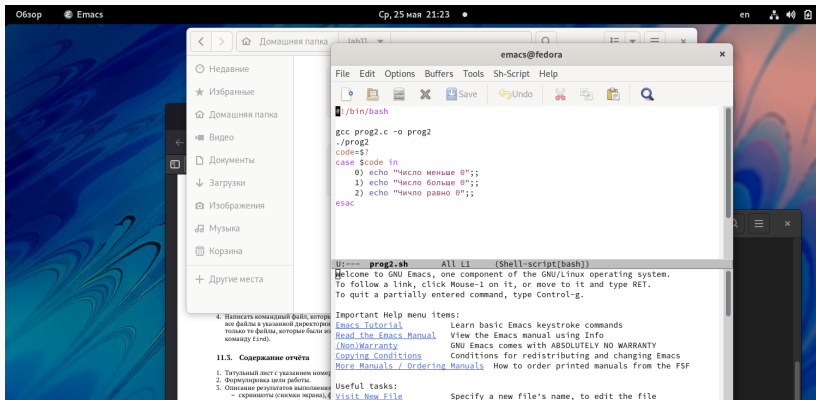 Обзор Emacs Ср, 25 мая 21:23 en
Домашняя папка lab11
emacs@fedora
Недавние
Избранные
Домашняя папка
Видео
Документы
Загрузки
Изображения
Музыка
Корзина
Другие места
File Edit Options Buffers Tools Sh-Script Help
Save Undo
#!/bin/bash
gcc prog2.c -o prog2
./prog2
code=$?
case $code in
0) echo "Число меньше 0";;
1) echo "Число больше 0";;
2) echo "Чичло равно 0";;
esac
U:--- prog2.sh All L1 (Shell-script[bash])
Welcome to GNU Emacs, one component of the GNU/Linux operating system.
To follow a link, click Mouse-1 on it, or move to it and type RET.
To quit a partially entered command, type Control-g.
Important Help menu items:
Emacs Tutorial Learn basic Emacs keystroke commands
Read the Emacs Manual View the Emacs manual using Info
(Non)Warranty GNU Emacs comes with ABSOLUTELY NO WARRANTY
Copying Conditions Conditions for redistributing and changing Emacs
More Manuals / Ordering Manuals How to order printed manuals from the FSF
Useful tasks:
Visit New File Specify a new file's name, to edit the file
4. Написать командный файл,
все файлы в указанной директории
только те файлы, которые были
команду find).
11.3. Содержание отчёта
1. Титульный лист с указанием
2. Формулировка цели работы.
3. Описание результатов
– скриншоты (снимки экрана),